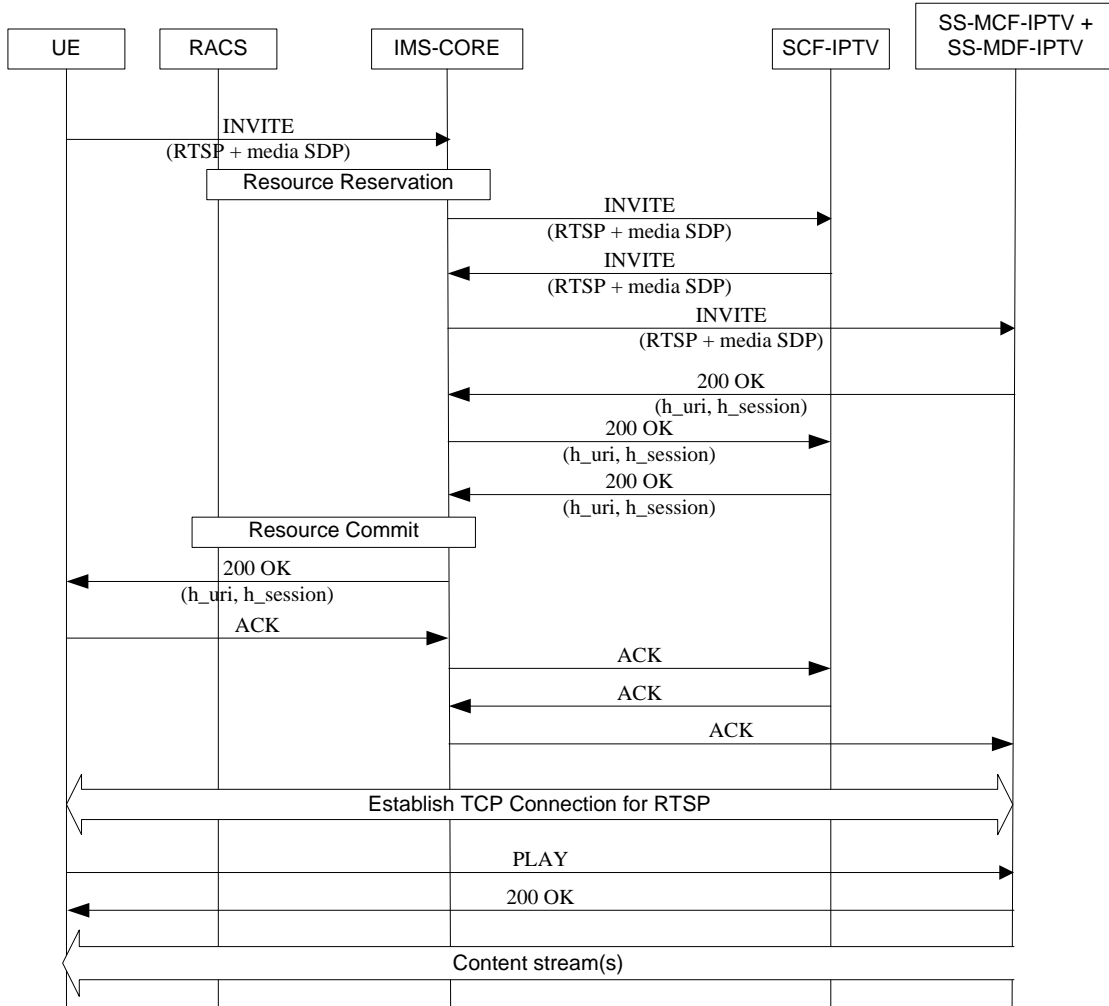 UE
RACS
IMS-CORE
SCF-IPTV
SS-MCF-IPTV +
SS-MDF-IPTV
INVITE
(RTSP + media SDP)
Resource Reservation
INVITE
(RTSP + media SDP)
INVITE
(RTSP + media SDP)
INVITE
(RTSP + media SDP)
200 OK
(h_uri, h_session)
200 OK
(h_uri, h_session)
200 OK
(h_uri, h_session)
Resource Commit
200 OK
(h_uri, h_session)
ACK
ACK
ACK
ACK
Establish TCP Connection for RTSP
PLAY
200 OK
Content stream(s)